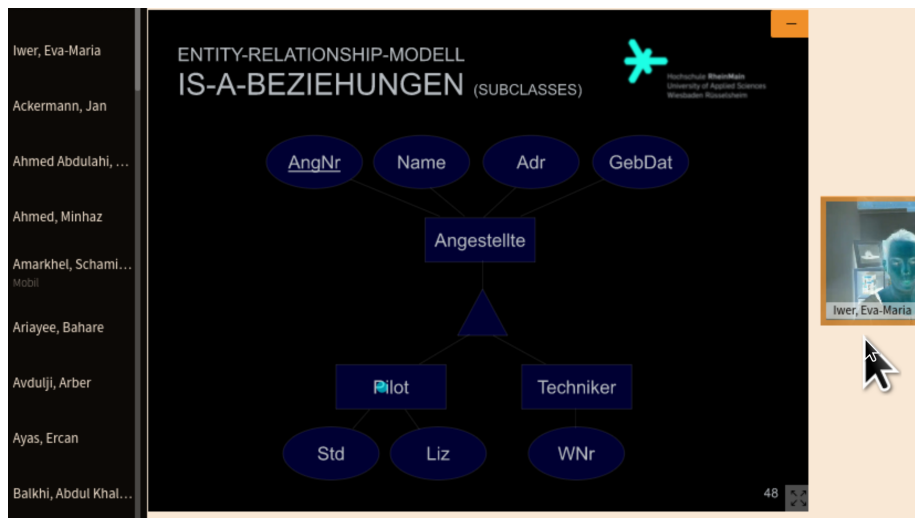 Iwer, Eva-Maria
Ackermann, Jan
Ahmed Abdulahi, ...
Ahmed, Minhaz
Amarkhel, Schami...
Mobil
Ariayee, Bahare
Avdulji, Arber
Ayas, Ercan
Balkhi, Abdul Khal...
ENTITY-RELATIONSHIP-MODELL
IS-A-BEZIEHUNGEN (SUBCLASSES)
Hochschule RheinMain
University of Applied Sciences
Wiesbaden Rüsselsheim
AngNr Name Adr GebDat
Angestellte
Pilot Techniker
Std Liz WNr
48
Iwer, Eva-Maria